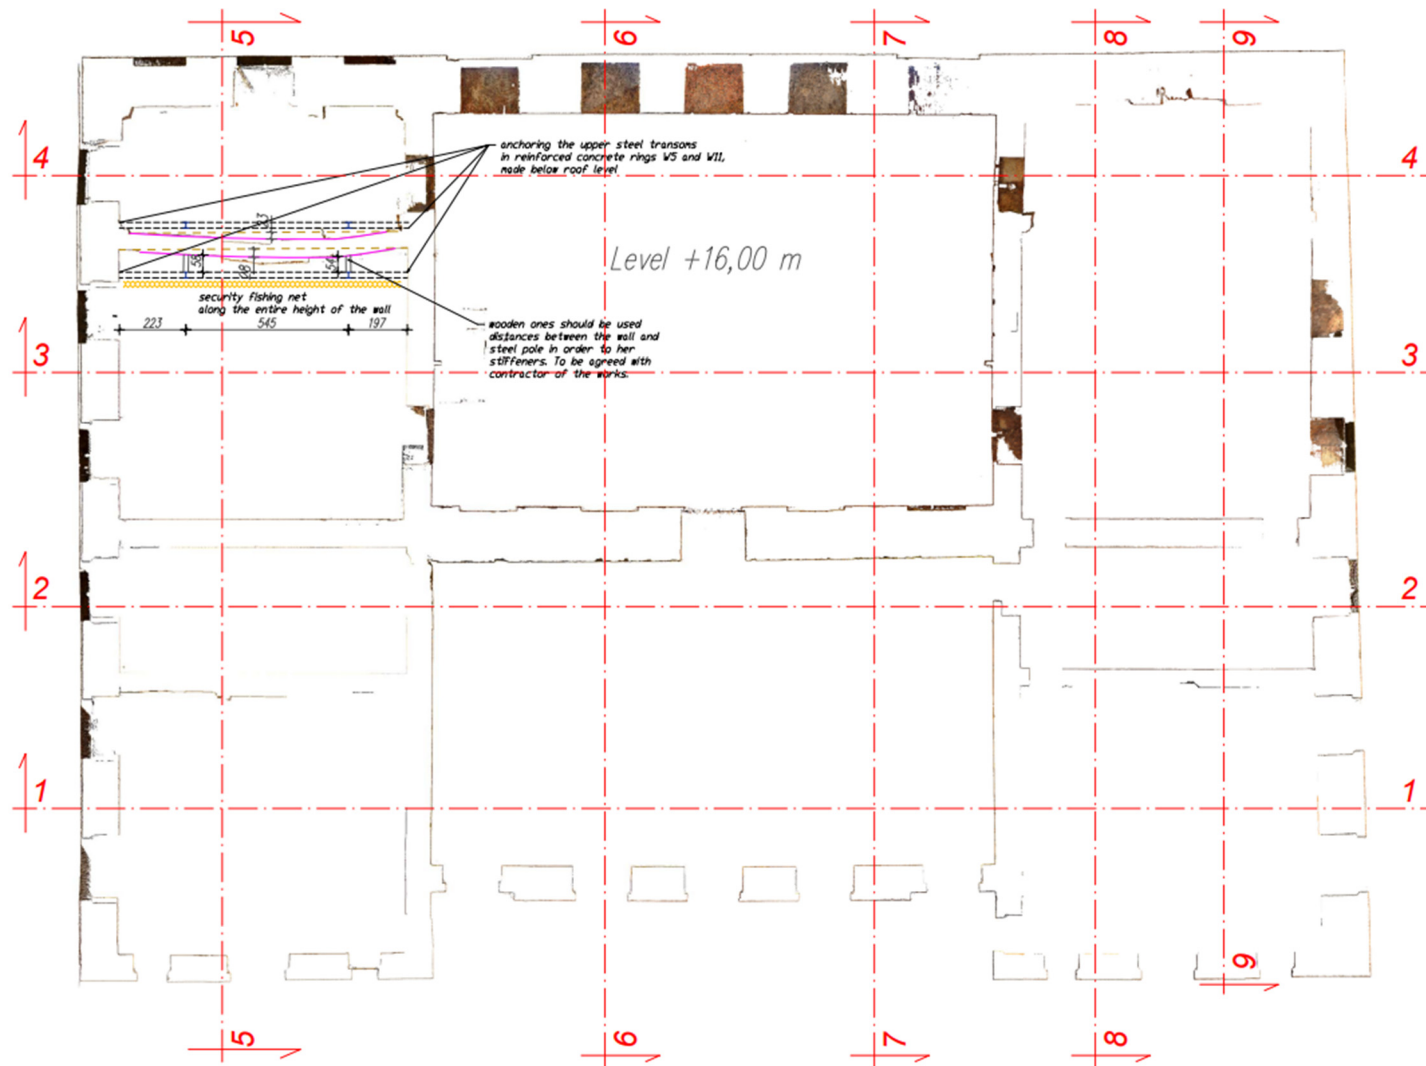 5
6
7
8
9
4
4
anchoring the upper steel transoms
in reinforced concrete rings W5 and W11,
made below roof level
Level +16,00 m
58
98
54
security fishing net
along the entire height of the wall
223
545
197
wooden ones should be used
distances between the wall and
steel pole in order to her
stiffeners. To be agreed with
contractor of the works.
3
3
2
2
1
1
9
5
6
7
8